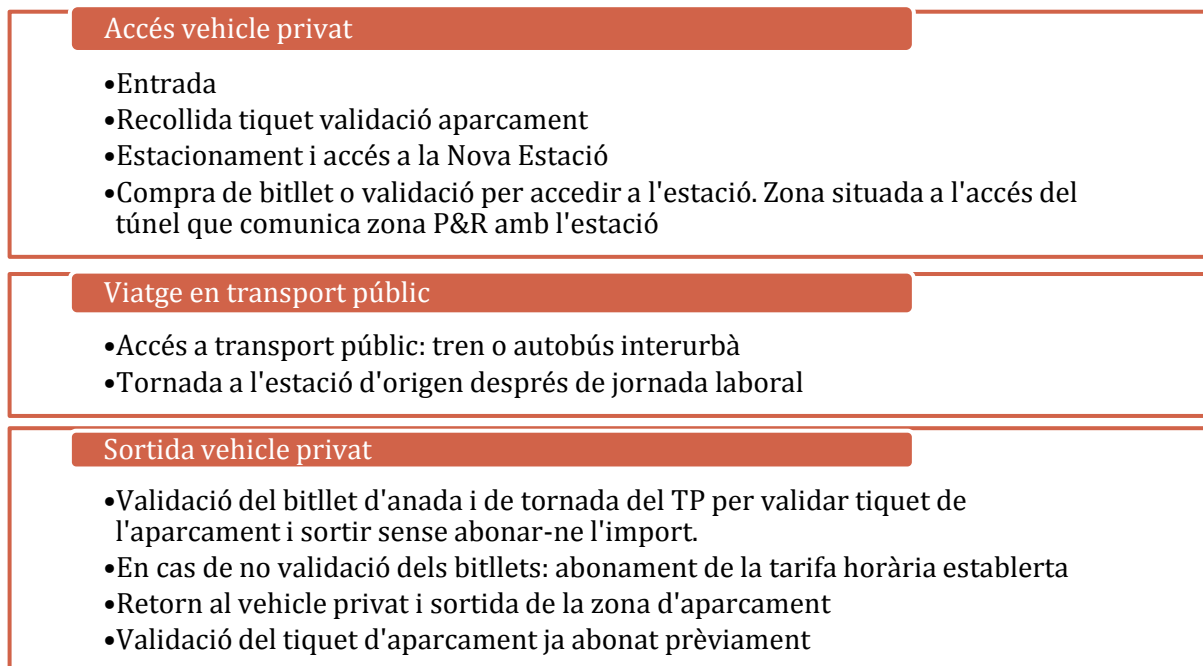 Accés vehicle privat
•Entrada
•Recollida tiquet validació aparcament
•Estacionament i accés a la Nova Estació
•Compra de bitllet o validació per accedir a l'estació. Zona situada a l'accés del
túnel que comunica zona P&R amb l'estació
Viatge en transport públic
•Accés a transport públic: tren o autobús interurbà
•Tornada a l'estació d'origen després de jornada laboral
Sortida vehicle privat
•Validació del bitllet d'anada i de tornada del TP per validar tiquet de
l'aparcament i sortir sense abonar-ne l'import.
•En cas de no validació dels bitllets: abonament de la tarifa horària establerta
•Retorn al vehicle privat i sortida de la zona d'aparcament
•Validació del tiquet d'aparcament ja abonat prèviament